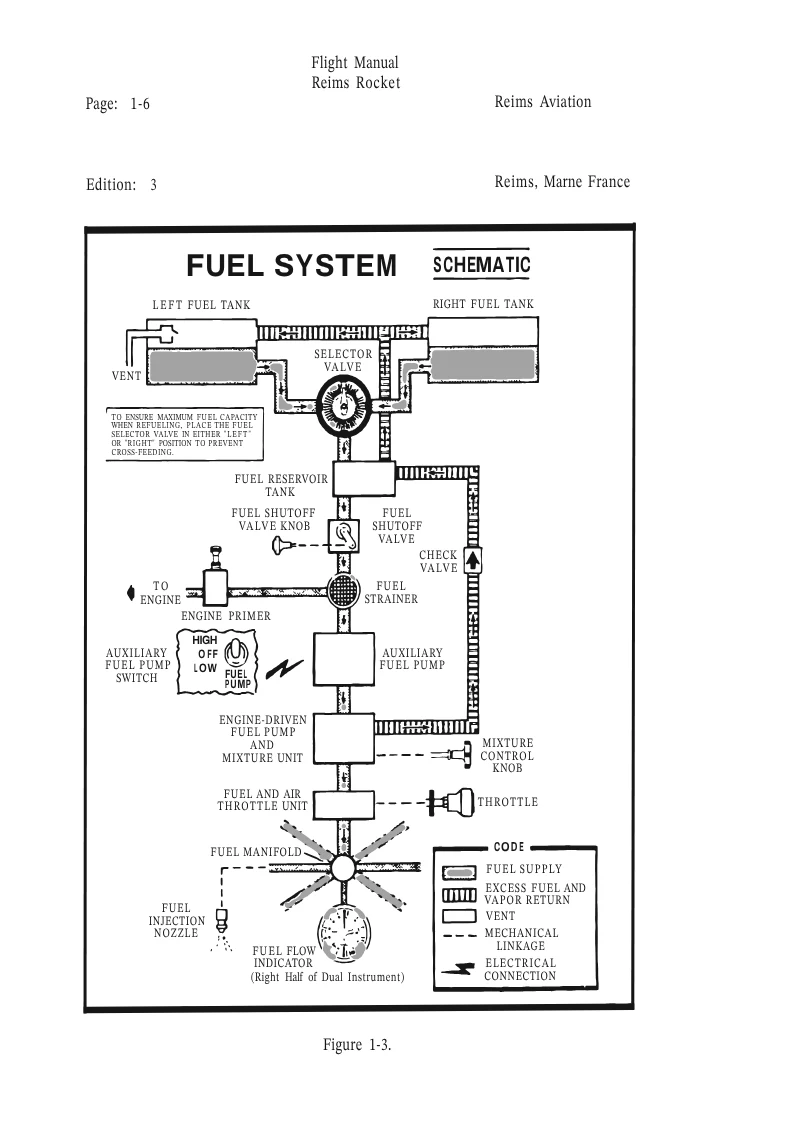 Flight Manual
Reims Rocket
Page: 1-6
Reims Aviation
Edition: 3
Reims, Marne France
FUEL SYSTEM SCHEMATIC
LEFT FUEL TANK
RIGHT FUEL TANK
SELECTOR
VALVE
VENT
TO ENSURE MAXIMUM FUEL CAPACITY
WHEN REFUELING, PLACE THE FUEL
SELECTOR VALVE IN EITHER "LEFT"
OR "RIGHT" POSITION TO PREVENT
CROSS-FEEDING.
FUEL RESERVOIR
TANK
FUEL SHUTOFF
VALVE KNOB
FUEL
SHUTOFF
VALVE
CHECK
VALVE
TO
ENGINE
FUEL
STRAINER
ENGINE PRIMER
AUXILIARY
FUEL PUMP
SWITCH
HIGH
OFF
LOW
FUEL
PUMP
AUXILIARY
FUEL PUMP
ENGINE-DRIVEN
FUEL PUMP
AND
MIXTURE UNIT
MIXTURE
CONTROL
KNOB
FUEL AND AIR
THROTTLE UNIT
THROTTLE
FUEL MANIFOLD
FUEL
INJECTION
NOZZLE
FUEL FLOW
INDICATOR
(Right Half of Dual Instrument)
CODE
FUEL SUPPLY
EXCESS FUEL AND
VAPOR RETURN
VENT
MECHANICAL
LINKAGE
ELECTRICAL
CONNECTION
Figure 1-3.